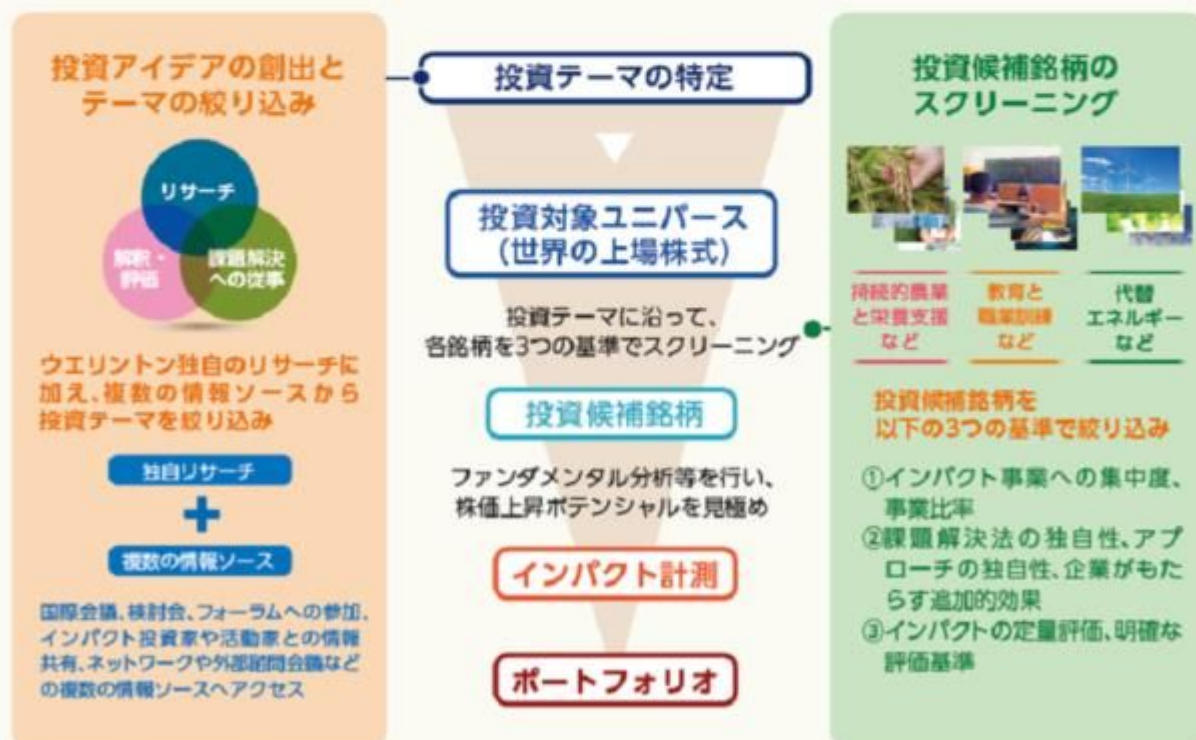 投資アイデアの創出と
テーマの絞り込み
リサーチ
解釈・
評価
課題解決
への従事
ウエリントン独自のリサーチに
加え、複数の情報ソースから
投資テーマを絞り込み
独自リサーチ
+
複数の情報ソース
国際会議、検討会、フォーラムへの参加、
インパクト投資家や活動家との情報
共有、ネットワークや外部諮問会議など
の複数の情報ソースへアクセス
投資テーマの特定
投資対象ユニバース
(世界の上場株式)
投資テーマに沿って、
各銘柄を3つの基準でスクリーニング
投資候補銘柄
ファンダメンタル分析等を行い、
株価上昇ポテンシャルを見極め
インパクト計測
ポートフォリオ
投資候補銘柄の
スクリーニング
持続的農業
と栄養支援
など
教育と
職業訓練
など
代替
エネルギー
など
投資候補銘柄を
以下の3つの基準で絞り込み
①インパクト事業への集中度、
事業比率
②課題解決法の独自性、アプ
ローチの独自性、企業がもた
らす追加的効果
③インパクトの定量評価、明確な
評価基準